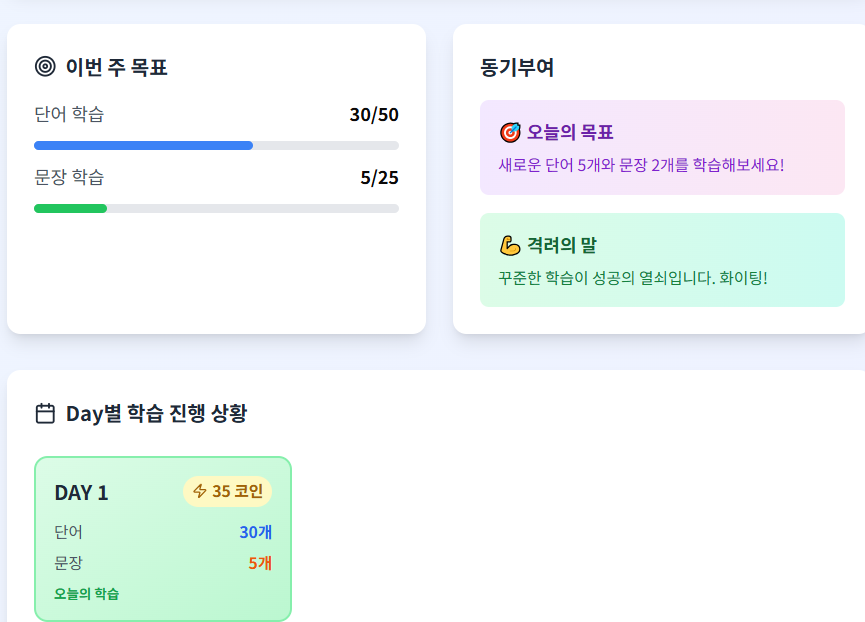 이번 주 목표
단어 학습 30/50
문장 학습 5/25
동기부여
🎯 오늘의 목표
새로운 단어 5개와 문장 2개를 학습해보세요!
💪 격려의 말
꾸준한 학습이 성공의 열쇠입니다. 화이팅!
Day별 학습 진행 상황
DAY 1 35 코인
단어 30개
문장 5개
오늘의 학습